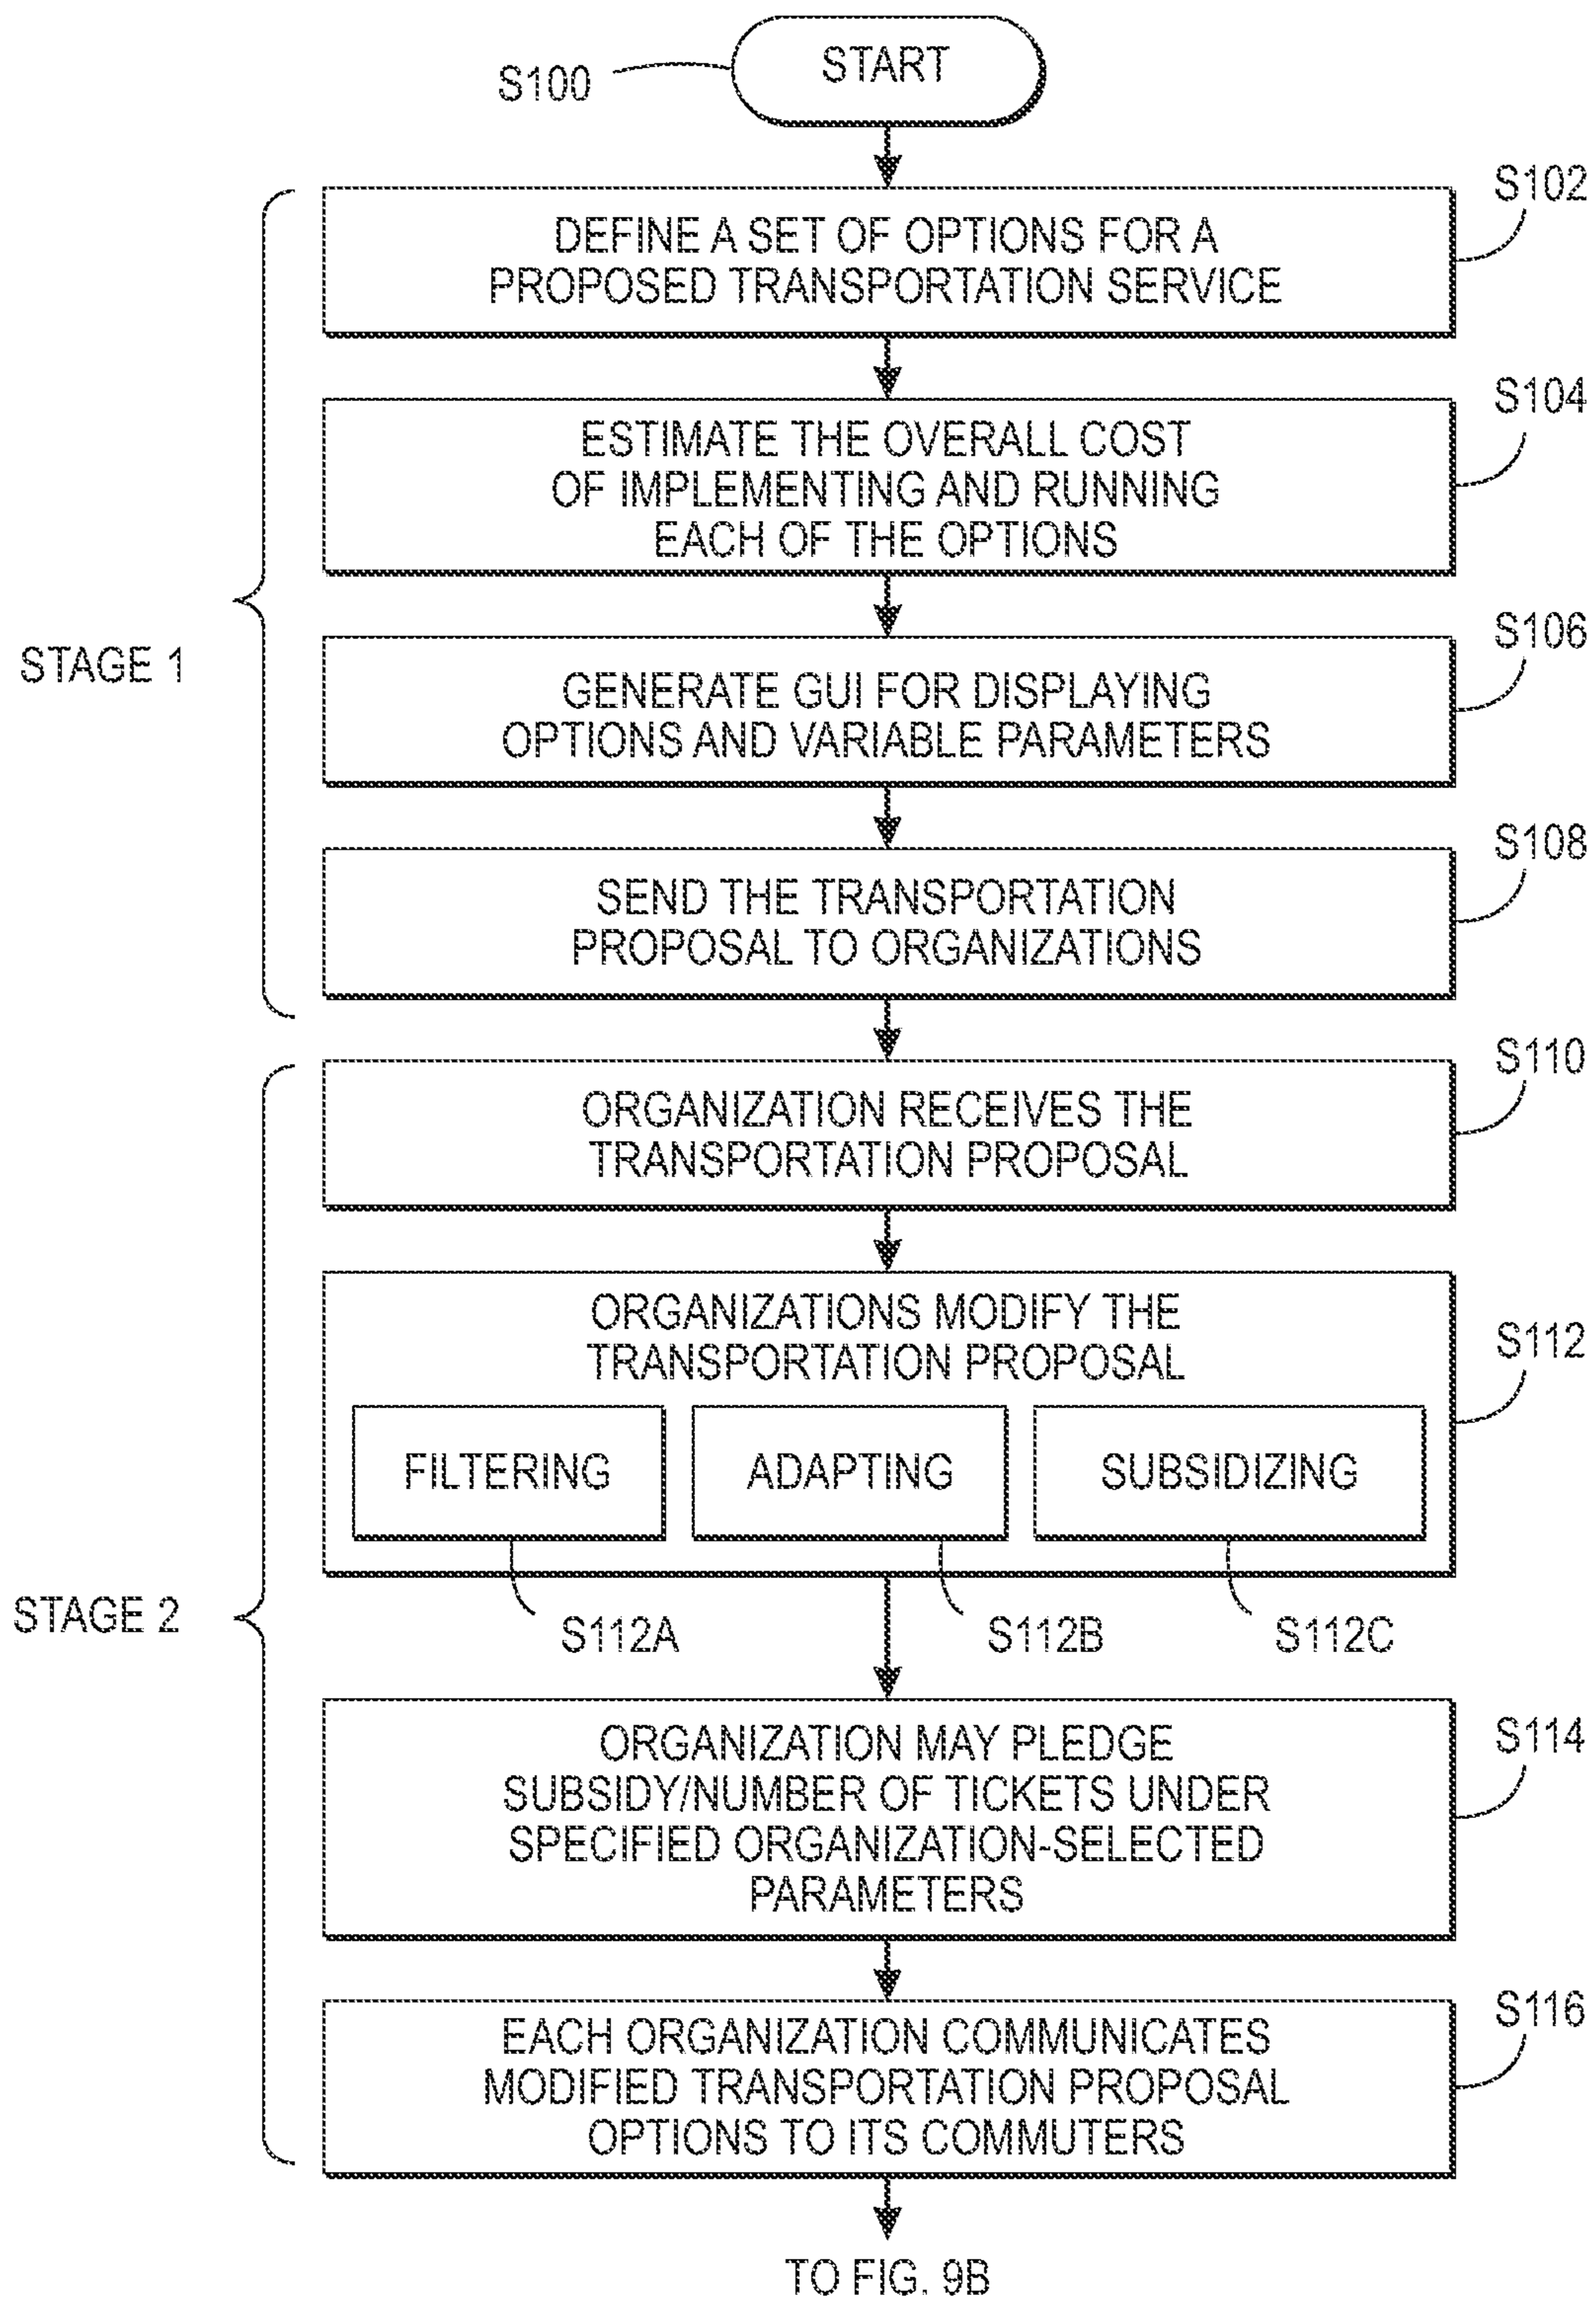 START
S100
S102
DEFINE A SET OF OPTIONS FOR A
PROPOSED TRANSPORTATION SERVICE
S104
ESTIMATE THE OVERALL COST
OF IMPLEMENTING AND RUNNING
EACH OF THE OPTIONS
S106
STAGE 1
GENERATE GUI FOR DISPLAYING
OPTIONS AND VARIABLE PARAMETERS
S108
SEND THE TRANSPORTATION
PROPOSAL TO ORGANIZATIONS
S110
ORGANIZATION RECEIVES THE
TRANSPORTATION PROPOSAL
ORGANIZATIONS MODIFY THE
TRANSPORTATION PROPOSAL
S112
FILTERING
ADAPTING
SUBSIDIZING
STAGE 2
S112A
S112B
S112C
S114
ORGANIZATION MAY PLEDGE
SUBSIDY/NUMBER OF TICKETS UNDER
SPECIFIED ORGANIZATION-SELECTED
PARAMETERS
S116
EACH ORGANIZATION COMMUNICATES
MODIFIED TRANSPORTATION PROPOSAL
OPTIONS TO ITS COMMUTERS
TO FIG. 9B